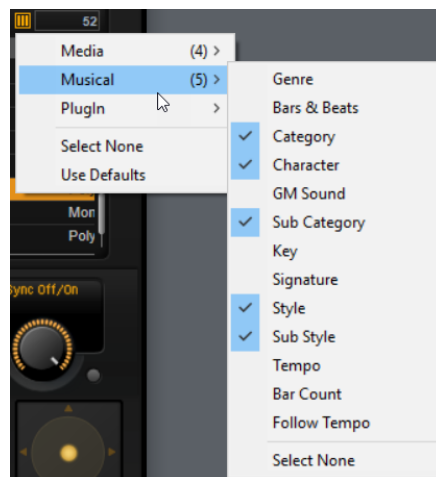 52
Media (4) >
Musical (5) >
PlugIn >
Select None
Use Defaults
Mon
Poly
Sync Off/On
Genre
Bars & Beats
Category
Character
GM Sound
Sub Category
Key
Signature
Style
Sub Style
Tempo
Bar Count
Follow Tempo
Select None